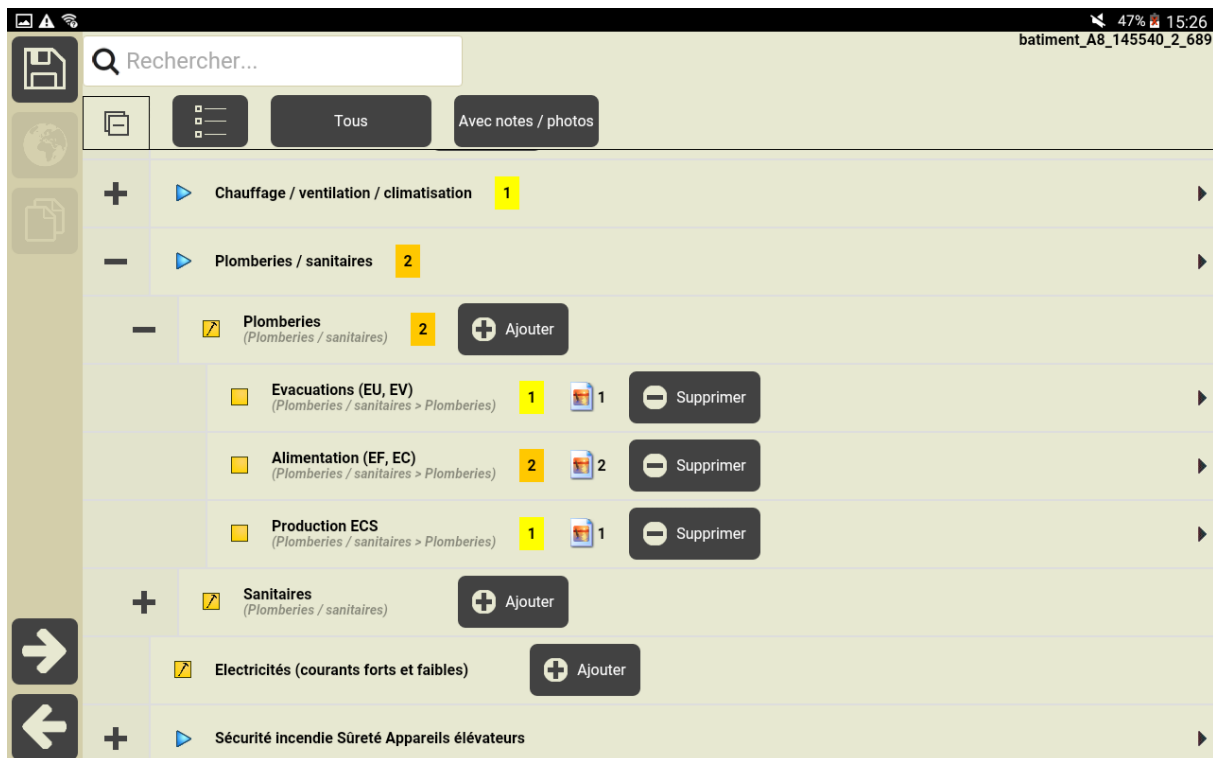 47% 15:26
batiment_A8_145540_2_689
Rechercher...
Tous
Avec notes / photos
Chauffage / ventilation / climatisation 1
Plomberies / sanitaires 2
Plomberies 2 Ajouter
(Plomberies / sanitaires)
Evacuations (EU, EV) 1 1 Supprimer
(Plomberies / sanitaires > Plomberies)
Alimentation (EF, EC) 2 2 Supprimer
(Plomberies / sanitaires > Plomberies)
Production ECS 1 1 Supprimer
(Plomberies / sanitaires > Plomberies)
Sanitaires Ajouter
(Plomberies / sanitaires)
Electricités (courants forts et faibles) Ajouter
Sécurité incendie Sûreté Appareils élévateurs